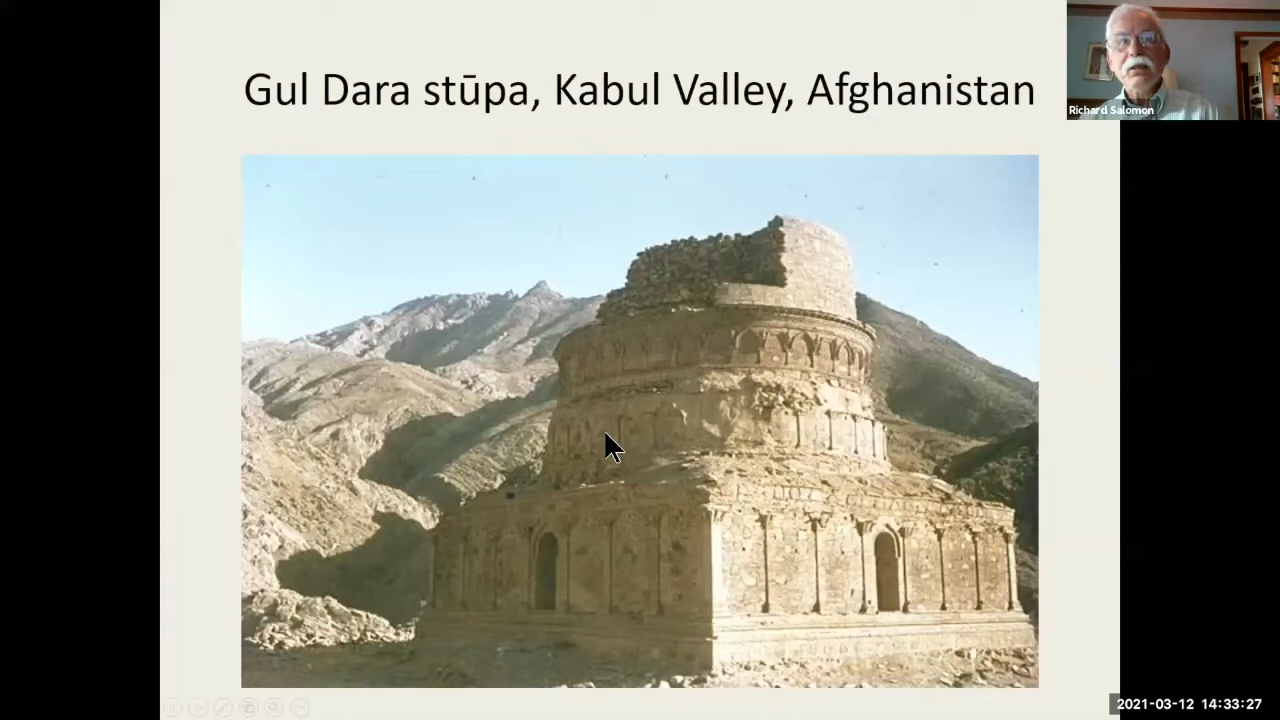 Gul Dara stūpa, Kabul Valley, Afghanistan
Richard Salomon
2021-03-12 14:33:27